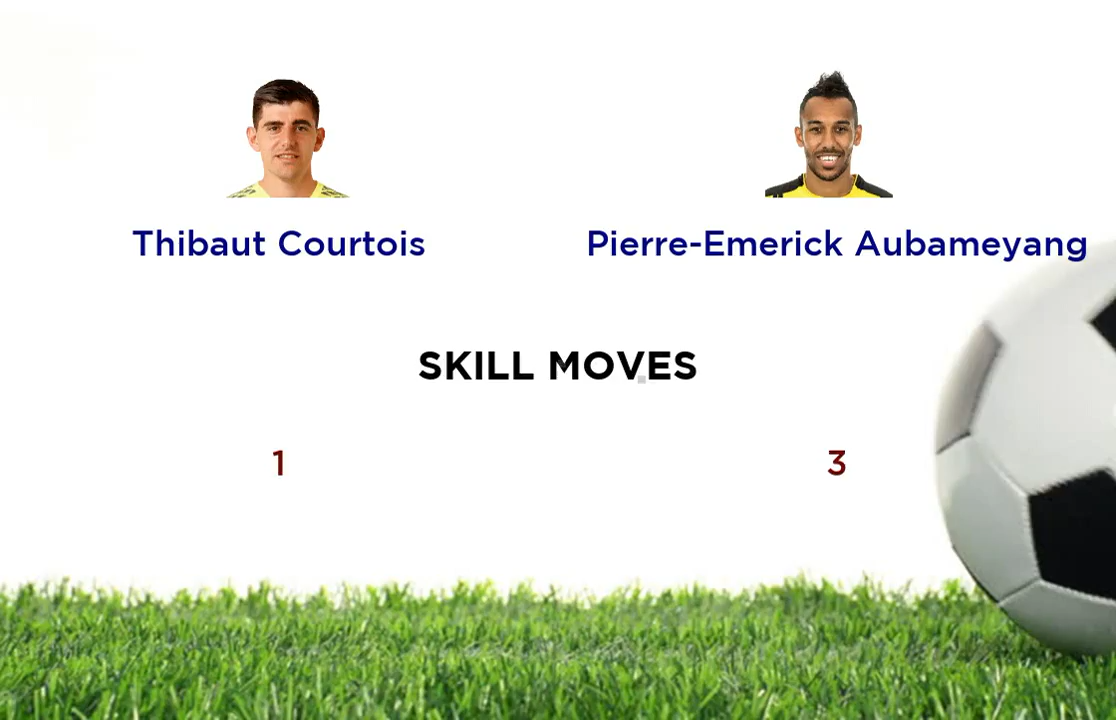 Thibaut Courtois
Pierre-Emerick Aubameyang
SKILL MOVES
1
3